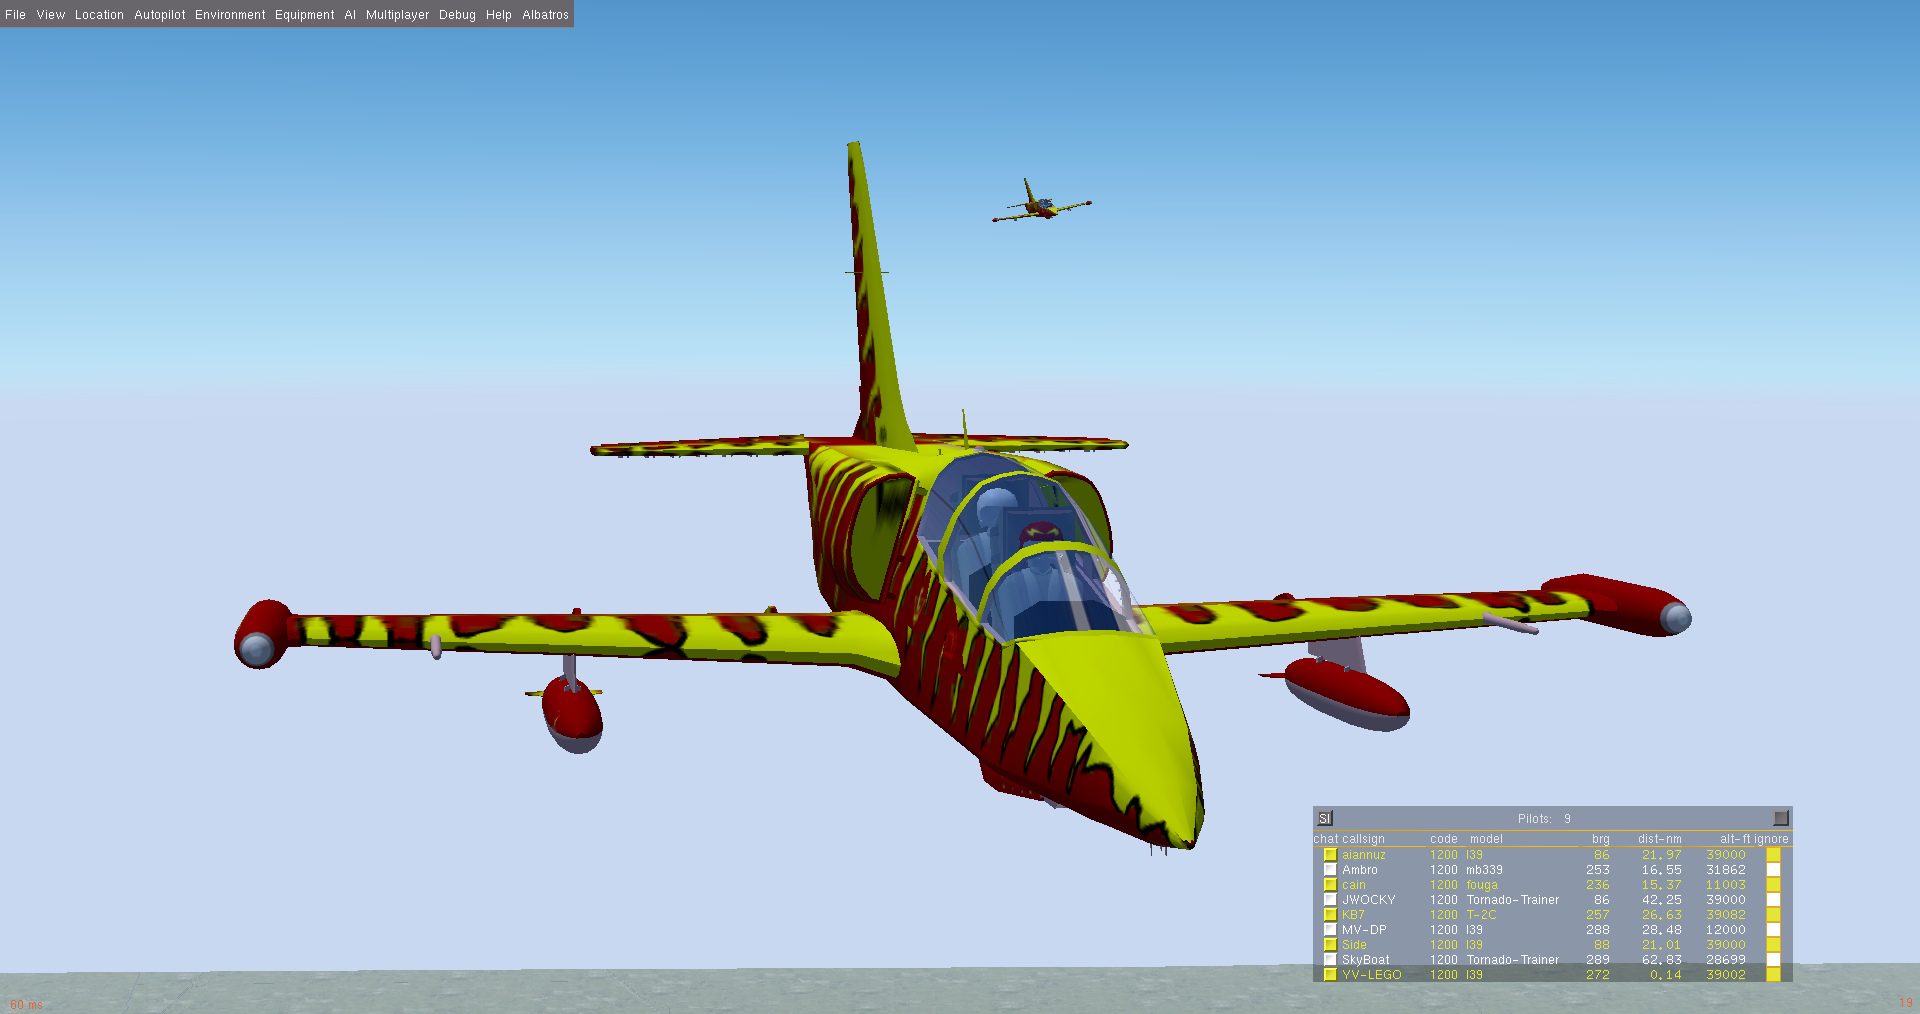 File View Location Autopilot Environment Equipment AI Multiplayer Debug Help Albatros
SI Pilots: 9
chat callsign code model brg dist-nm alt-ft ignore
aiannuz 1200 l39 86 21.97 39000
Ambro 1200 mb339 253 16.55 31862
cain 1200 fouga 236 15.37 11003
JWOCKY 1200 Tornado-Trainer 86 42.25 39000
KB7 1200 T-2C 257 26.63 39082
MV-DP 1200 l39 288 28.48 12000
Side 1200 l39 88 21.01 39000
SkyBoat 1200 Tornado-Trainer 289 62.83 28699
YV-LEGO 1200 l39 272 0.14 39002
60 ms 19